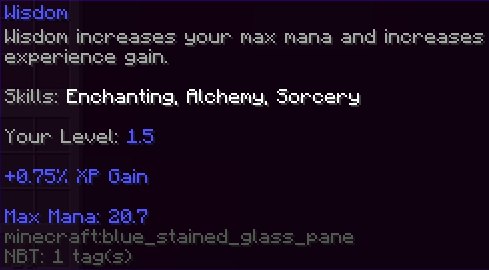 Wisdom
Wisdom increases your max mana and increases
experience gain.
Skills: Enchanting, Alchemy, Sorcery
Your Level: 1.5
+0.75% XP Gain
Max Mana: 20.7
minecraft:blue_stained_glass_pane
NBT: 1 tag(s)